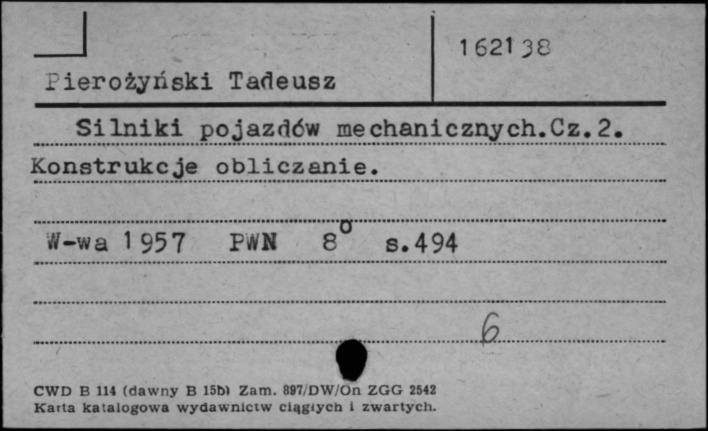 162138
Pierożyński Tadeusz
Silniki pojazdów mechanicznych.Cz.2.
Konstrukcje obliczanie.
W-wa 1957 PWN 8⁰ s.494
6
CWD B 114 (dawny B 15b) Zam. 897/DW/On ZGG 2542
Karta katalogowa wydawnictw ciągłych i zwartych.